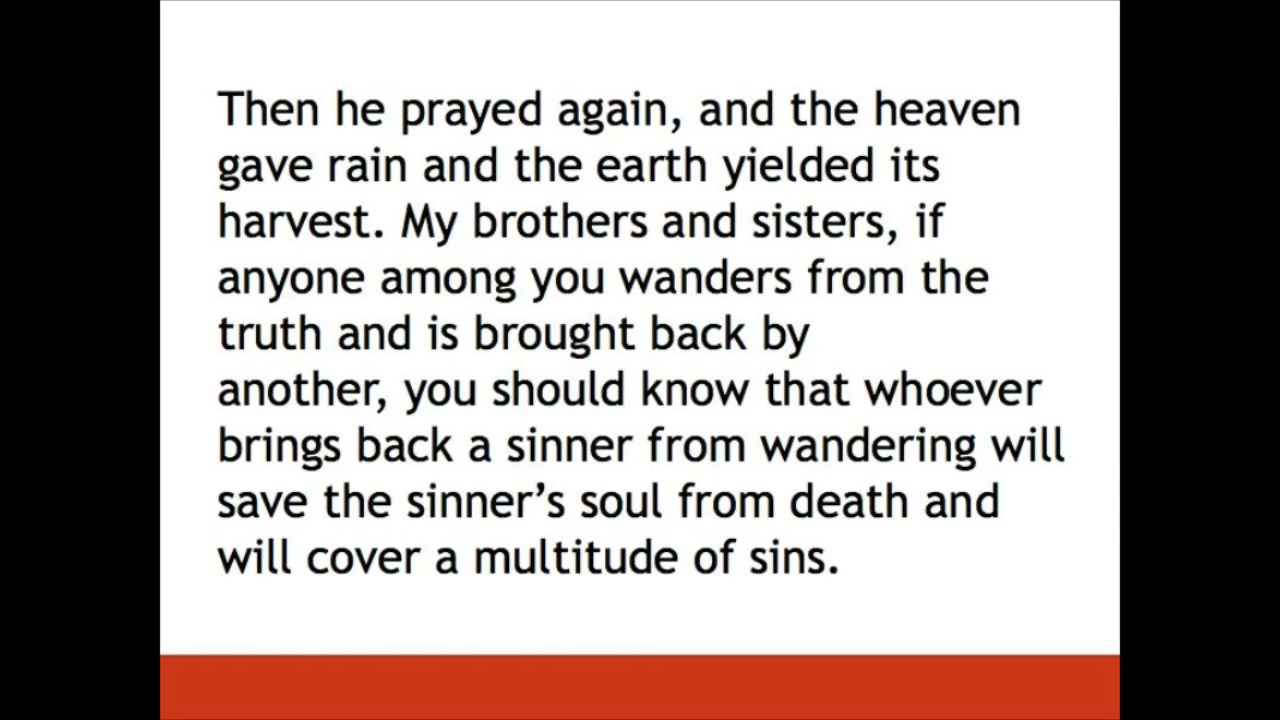 Then he prayed again, and the heaven
gave rain and the earth yielded its
harvest. My brothers and sisters, if
anyone among you wanders from the
truth and is brought back by
another, you should know that whoever
brings back a sinner from wandering will
save the sinner’s soul from death and
will cover a multitude of sins.